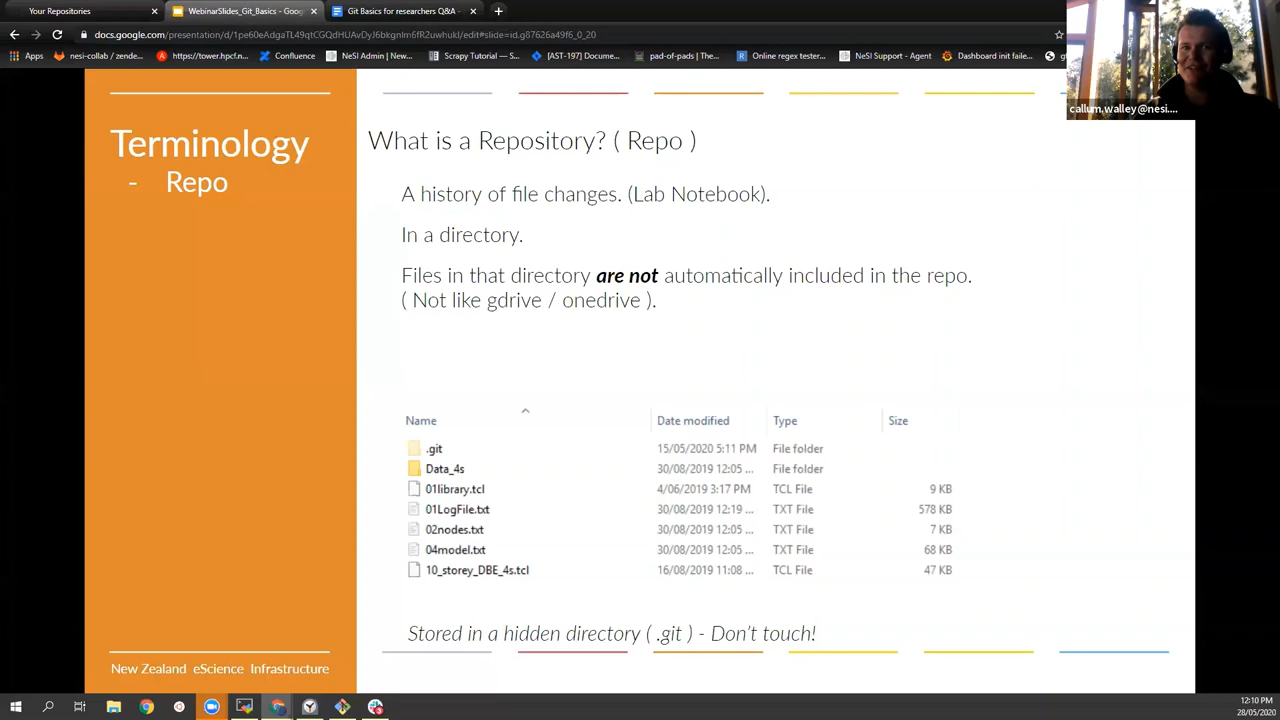 Your Repositories
WebinarSlides_Git_Basics - Goog
Git Basics for researchers Q&A -
docs.google.com/presentation/d/1pe60eAdgaTL49qtCGQdHUAvDyJ6bkgnIm6fR2uwhukI/edit#slide=id.g87626a49f6_0_20
Apps
nesi-collab / zende...
https://tower.hpcf.n...
Confluence
NeSI Admin | New...
Scrapy Tutorial — S...
[AST-197] Docume...
pad-of-pads | The...
Online regex tester...
NeSI Support - Agent
Dashboard init faile...
callum.walley@nesi....
Terminology
- Repo
What is a Repository? ( Repo )
A history of file changes. (Lab Notebook).
In a directory.
Files in that directory are not automatically included in the repo.
( Not like gdrive / onedrive ).
Name Date modified Type Size
.git 15/05/2020 5:11 PM File folder
Data_4s 30/08/2019 12:05 ... File folder
01library.tcl 4/06/2019 3:17 PM TCL File 9 KB
01LogFile.txt 30/08/2019 12:19 ... TXT File 578 KB
02nodes.txt 30/08/2019 12:05 ... TXT File 7 KB
04model.txt 30/08/2019 12:05 ... TXT File 68 KB
10_storey_DBE_4s.tcl 16/08/2019 11:08 ... TCL File 47 KB
Stored in a hidden directory ( .git ) - Don't touch!
New Zealand eScience Infrastructure
12:10 PM
28/05/2020